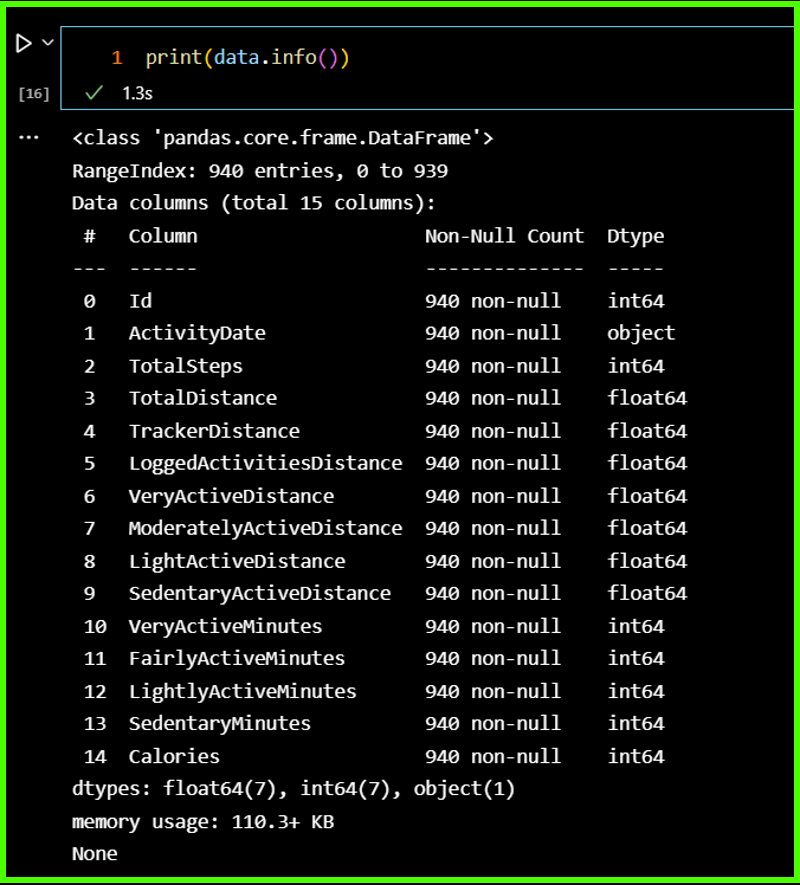 1 print(data.info())
[16] 1.3s
... <class 'pandas.core.frame.DataFrame'>
RangeIndex: 940 entries, 0 to 939
Data columns (total 15 columns):
 #   Column                    Non-Null Count  Dtype
---  ------                    --------------  -----
 0   Id                        940 non-null    int64
 1   ActivityDate              940 non-null    object
 2   TotalSteps                940 non-null    int64
 3   TotalDistance             940 non-null    float64
 4   TrackerDistance           940 non-null    float64
 5   LoggedActivitiesDistance  940 non-null    float64
 6   VeryActiveDistance        940 non-null    float64
 7   ModeratelyActiveDistance  940 non-null    float64
 8   LightActiveDistance       940 non-null    float64
 9   SedentaryActiveDistance   940 non-null    float64
 10  VeryActiveMinutes         940 non-null    int64
 11  FairlyActiveMinutes       940 non-null    int64
 12  LightlyActiveMinutes      940 non-null    int64
 13  SedentaryMinutes          940 non-null    int64
 14  Calories                  940 non-null    int64
dtypes: float64(7), int64(7), object(1)
memory usage: 110.3+ KB
None